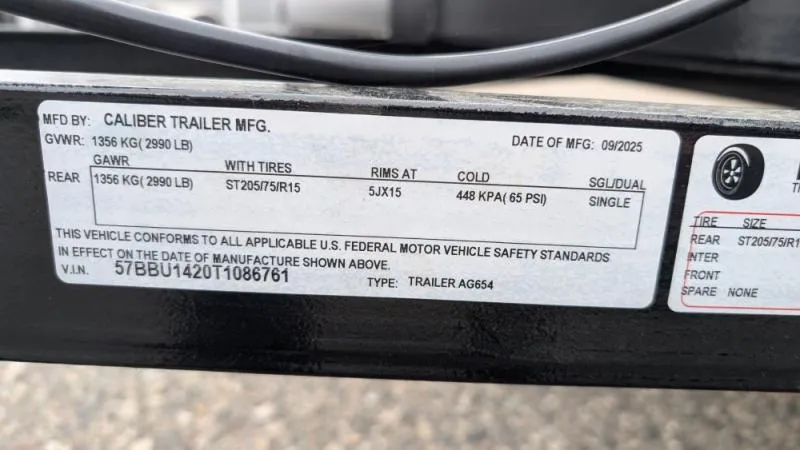 MFD BY: CALIBER TRAILER MFG.
DATE OF MFG: 09/2025
GVWR: 1356 KG( 2990 LB)
GAWR WITH TIRES RIMS AT COLD SGL/DUAL
REAR 1356 KG( 2990 LB) ST205/75/R15 5JX15 448 KPA( 65 PSI) SINGLE
THIS VEHICLE CONFORMS TO ALL APPLICABLE U.S. FEDERAL MOTOR VEHICLE SAFETY STANDARDS
IN EFFECT ON THE DATE OF MANUFACTURE SHOWN ABOVE.
V.I.N. 57BBU1420T1086761 TYPE: TRAILER AG654
TIRE SIZE
REAR ST205/75/R1
INTER
FRONT
SPARE NONE